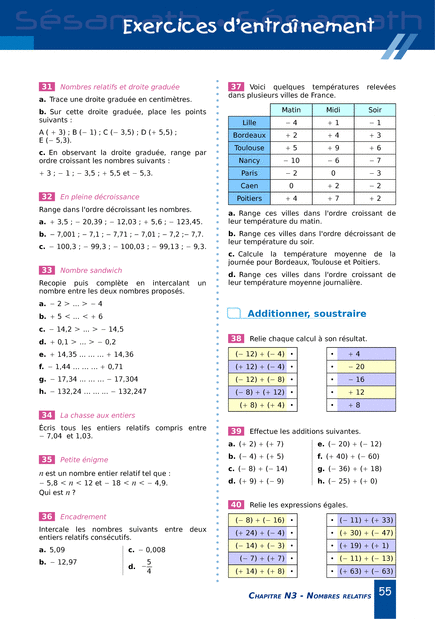 Sésamath
Exercices d'entraînement
31 Nombres relatifs et droite graduée
a. Trace une droite graduée en centimètres.
b. Sur cette droite graduée, place les points
suivants :
A ( + 3) ; B (− 1) ; C (− 3,5) ; D (+ 5,5) ;
E (− 5,3).
c. En observant la droite graduée, range par
ordre croissant les nombres suivants :
+ 3 ; − 1 ; − 3,5 ; + 5,5 et − 5,3.
32 En pleine décroissance
Range dans l'ordre décroissant les nombres.
a. + 3,5 ; − 20,39 ; − 12,03 ; + 5,6 ; − 123,45.
b. − 7,001 ; − 7,1 ; − 7,71 ; − 7,01 ; − 7,2 ;− 7,7.
c. − 100,3 ; − 99,3 ; − 100,03 ; − 99,13 ; − 9,3.
33 Nombre sandwich
Recopie puis complète en intercalant un
nombre entre les deux nombres proposés.
a. − 2 > ... > − 4
b. + 5 < ... < + 6
c. − 14,2 > ... > − 14,5
d. + 0,1 > ... > − 0,2
e. + 14,35 ... ... ... + 14,36
f. − 1,44 ... ... ... + 0,71
g. − 17,34 ... ... ... − 17,304
h. − 132,24 ... ... ... − 132,247
34 La chasse aux entiers
Écris tous les entiers relatifs compris entre
− 7,04 et 1,03.
35 Petite énigme
n est un nombre entier relatif tel que :
− 5,8 < n < 12 et − 18 < n < − 4,9.
Qui est n ?
36 Encadrement
Intercale les nombres suivants entre deux
entiers relatifs consécutifs.
a. 5,09 c. − 0,008
b. − 12,97 d. −5/4
37 Voici quelques températures relevées
dans plusieurs villes de France.
Matin Midi Soir
Lille − 4 + 1 − 1
Bordeaux + 2 + 4 + 3
Toulouse + 5 + 9 + 6
Nancy − 10 − 6 − 7
Paris − 2 0 − 3
Caen 0 + 2 − 2
Poitiers + 4 + 7 + 2
a. Range ces villes dans l'ordre croissant de
leur température du matin.
b. Range ces villes dans l'ordre décroissant de
leur température du soir.
c. Calcule la température moyenne de la
journée pour Bordeaux, Toulouse et Poitiers.
d. Range ces villes dans l'ordre croissant de
leur température moyenne journalière.
Additionner, soustraire
38 Relie chaque calcul à son résultat.
(− 12) + (− 4) • • + 4
(+ 12) + (− 4) • • − 20
(− 12) + (− 8) • • − 16
(− 8) + (+ 12) • • + 12
(+ 8) + (+ 4) • • + 8
39 Effectue les additions suivantes.
a. (+ 2) + (+ 7) e. (− 20) + (− 12)
b. (− 4) + (+ 5) f. (+ 40) + (− 60)
c. (− 8) + (− 14) g. (− 36) + (+ 18)
d. (+ 9) + (− 9) h. (− 25) + (+ 0)
40 Relie les expressions égales.
(− 8) + (− 16) • • (− 11) + (+ 33)
(+ 24) + (− 4) • • (+ 30) + (− 47)
(− 14) + (− 3) • • (+ 19) + (+ 1)
(− 7) + (+ 7) • • (− 11) + (− 13)
(+ 14) + (+ 8) • • (+ 63) + (− 63)
Chapitre N3 - Nombres relatifs 55